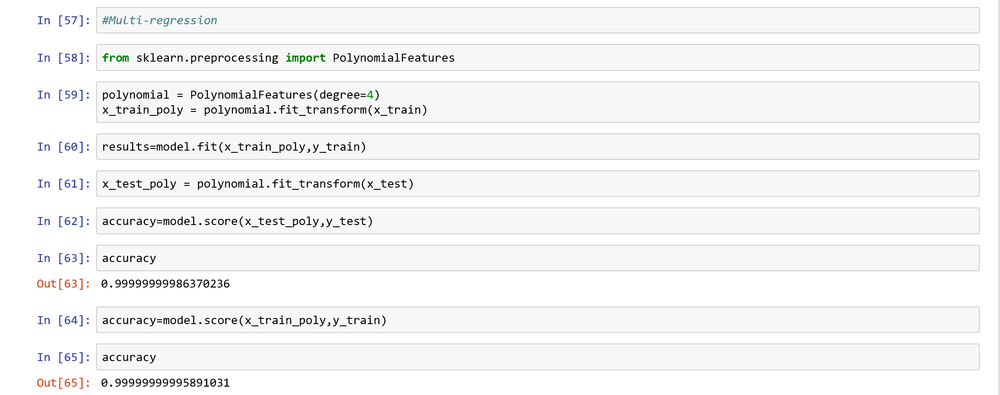 In [57]: #Multi-regression
In [58]: from sklearn.preprocessing import PolynomialFeatures
In [59]: polynomial = PolynomialFeatures(degree=4)
x_train_poly = polynomial.fit_transform(x_train)
In [60]: results=model.fit(x_train_poly,y_train)
In [61]: x_test_poly = polynomial.fit_transform(x_test)
In [62]: accuracy=model.score(x_test_poly,y_test)
In [63]: accuracy
Out[63]: 0.99999999986370236
In [64]: accuracy=model.score(x_train_poly,y_train)
In [65]: accuracy
Out[65]: 0.99999999995891031